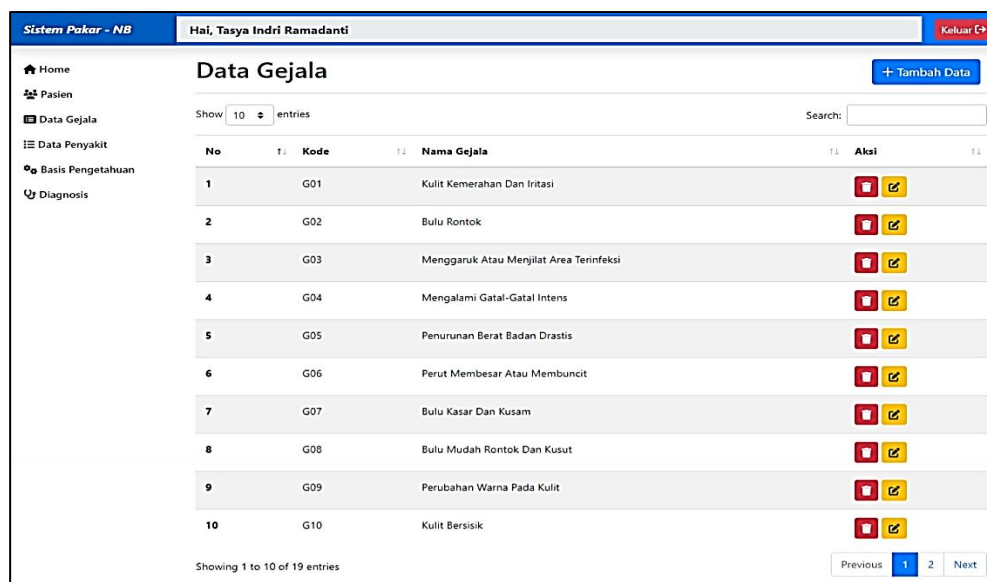 Sistem Pakar - NB
Hai, Tasya Indri Ramadanti
Keluar
Home
Pasien
Data Gejala
Data Penyakit
Basis Pengetahuan
Diagnosis
Data Gejala
+ Tambah Data
Show 10 entries
Search:
No Kode Nama Gejala Aksi
1 G01 Kulit Kemerahan Dan Iritasi
2 G02 Bulu Rontok
3 G03 Menggaruk Atau Menjilat Area Terinfeksi
4 G04 Mengalami Gatal-Gatal Intens
5 G05 Penurunan Berat Badan Drastis
6 G06 Perut Membesar Atau Membuncit
7 G07 Bulu Kasar Dan Kusam
8 G08 Bulu Mudah Rontok Dan Kusut
9 G09 Perubahan Warna Pada Kulit
10 G10 Kulit Bersisik
Showing 1 to 10 of 19 entries
Previous 1 2 Next